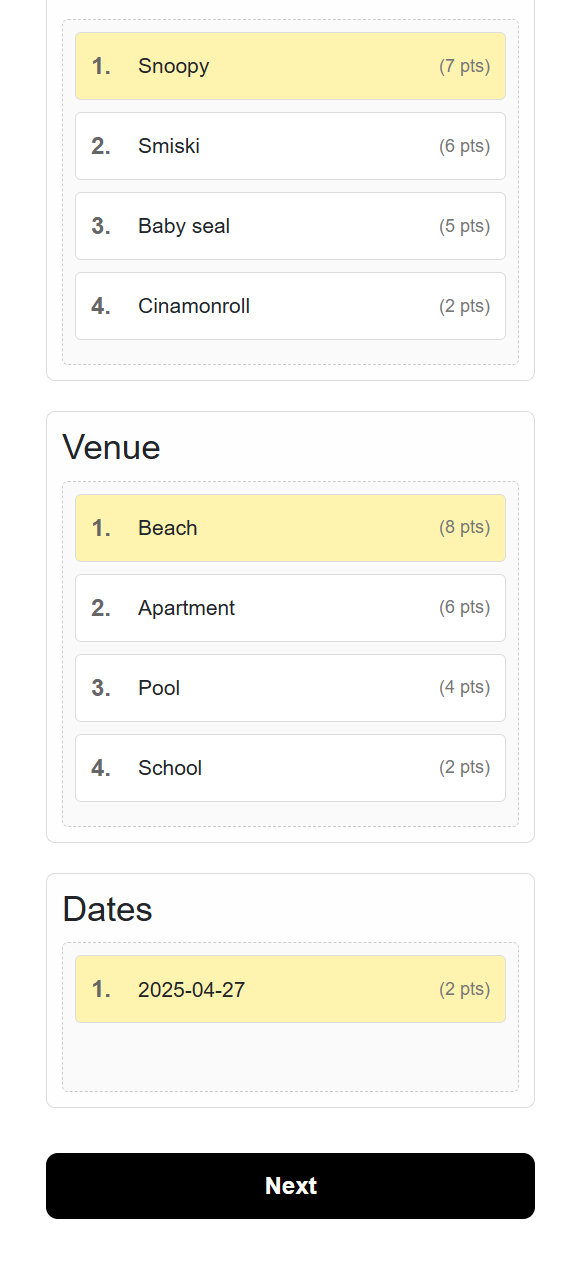 1. Snoopy (7 pts)
2. Smiski (6 pts)
3. Baby seal (5 pts)
4. Cinamonroll (2 pts)
Venue
1. Beach (8 pts)
2. Apartment (6 pts)
3. Pool (4 pts)
4. School (2 pts)
Dates
1. 2025-04-27 (2 pts)
Next